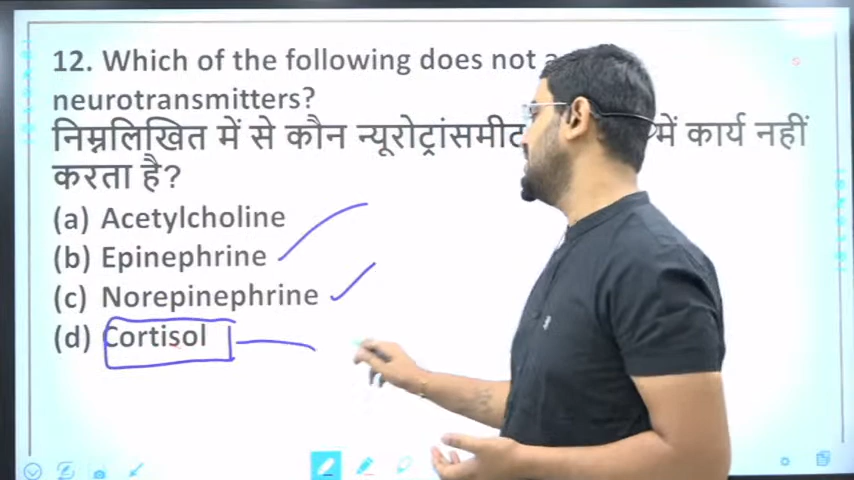 12. Which of the following does not
neurotransmitters?
निम्नलिखित में से कौन न्यूरोट्रांसमीट में कार्य नहीं
करता है?
(a) Acetylcholine
(b) Epinephrine
(c) Norepinephrine
(d) Cortisol